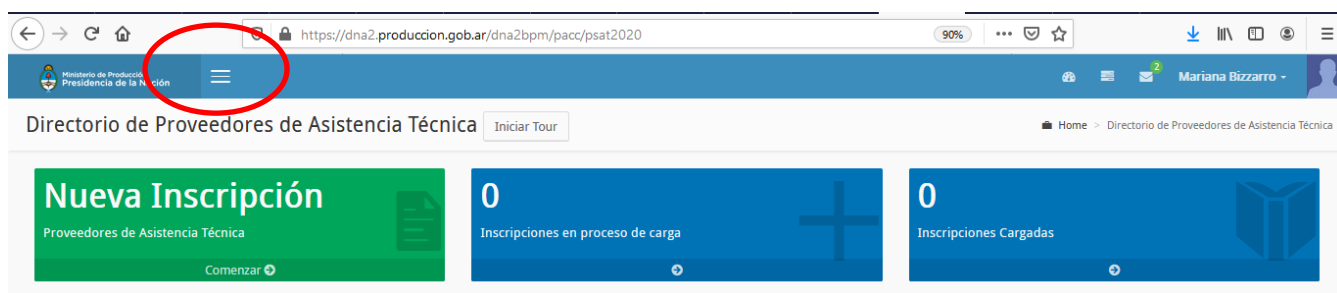 https://dna2.produccion.gob.ar/dna2bpm/pacc/psat2020
90%
Ministerio de Producción
Presidencia de la Nación
2
Mariana Bizzarro
Directorio de Proveedores de Asistencia Técnica
Iniciar Tour
Home > Directorio de Proveedores de Asistencia Técnica
Nueva Inscripción
Proveedores de Asistencia Técnica
Comenzar
0
Inscripciones en proceso de carga
0
Inscripciones Cargadas